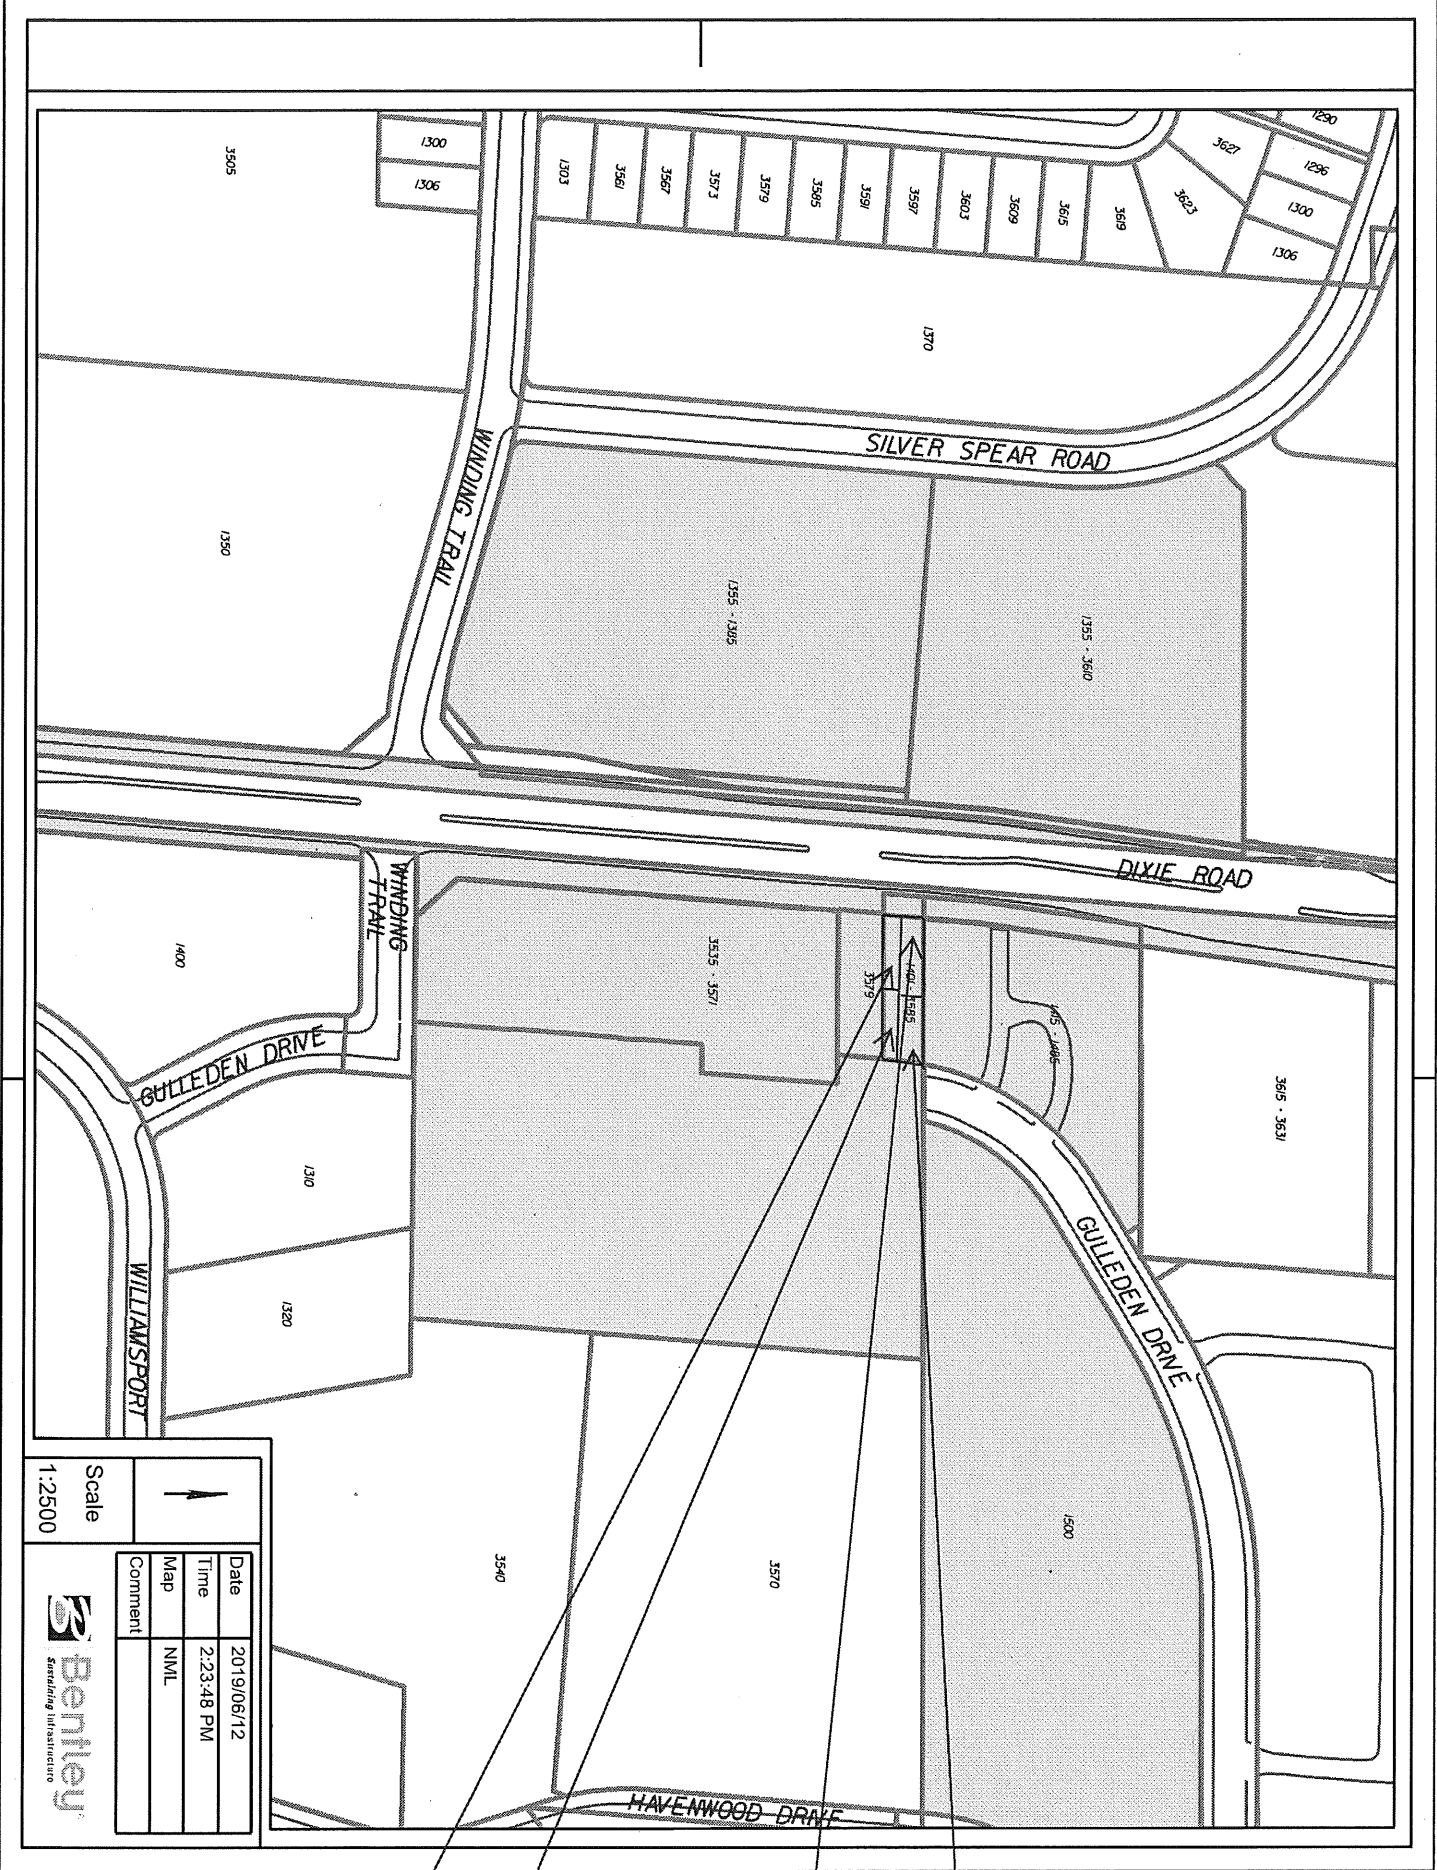 1290
1300
3627
3505
1296
1303
3561
3567
3573
3579
3585
3591
3597
3603
3609
3615
3619
3623
1300
1306
1306
1370
SILVER SPEAR ROAD
WINDING TRAIL
1350
1355 - 1385
1355 - 3610
DIXIE ROAD
WINDING
TRAIL
1400
3535 - 3571
3579
1401 - 3585
1415 - 1485
3615 - 3631
GULLEDEN DRIVE
1310
1320
WILLIAMSPORT
GULLEDEN DRIVE
1500
3540
3570
HAVENWOOD DRIVE
Scale
1:2500
Date 2019/06/12
Time 2:23:48 PM
Map NML
Comment
Bentley
Sustaining Infrastructure